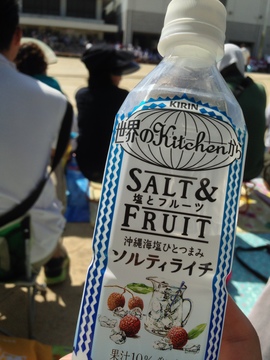 KIRIN
世界のKitchenから
SALT&
塩とフルーツ
FRUIT
沖縄海塩ひとつまみ
ソルティライチ
果汁10%